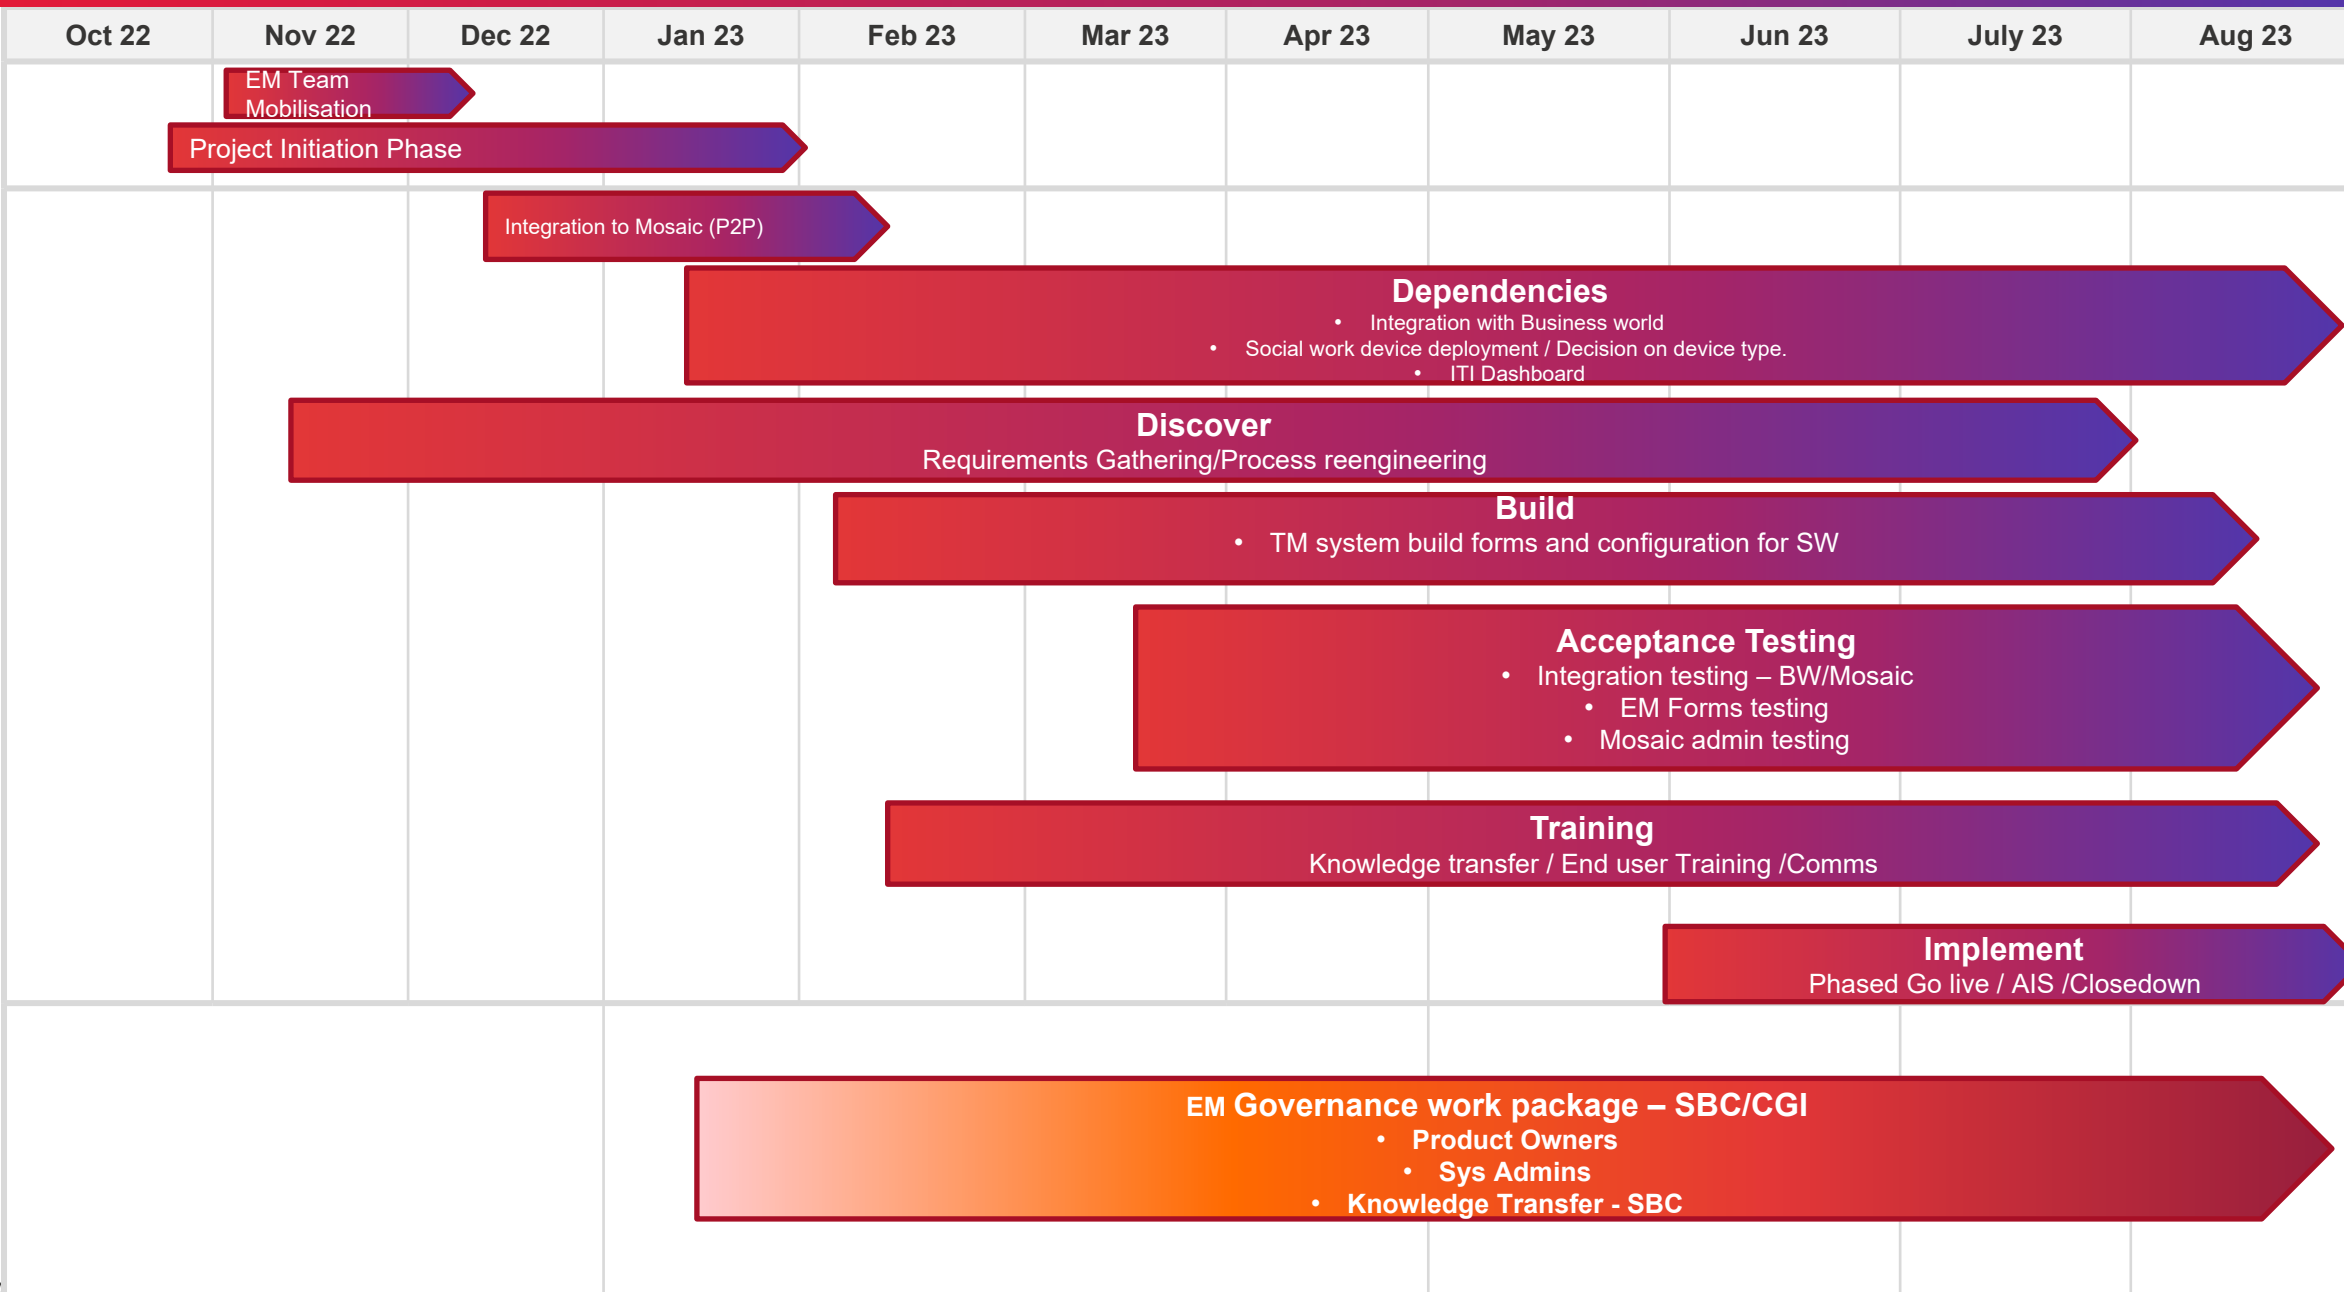 Oct 22 Nov 22 Dec 22 Jan 23 Feb 23 Mar 23 Apr 23 May 23 Jun 23 July 23 Aug 23
EM Team
Mobilisation
Project Initiation Phase
Integration to Mosaic (P2P)
Dependencies
• Integration with Business world
• Social work device deployment / Decision on device type.
• ITI Dashboard
Discover
Requirements Gathering/Process reengineering
Build
• TM system build forms and configuration for SW
Acceptance Testing
• Integration testing – BW/Mosaic
• EM Forms testing
• Mosaic admin testing
Training
Knowledge transfer / End user Training /Comms
Implement
Phased Go live / AIS /Closedown
EM Governance work package – SBC/CGI
• Product Owners
• Sys Admins
• Knowledge Transfer - SBC